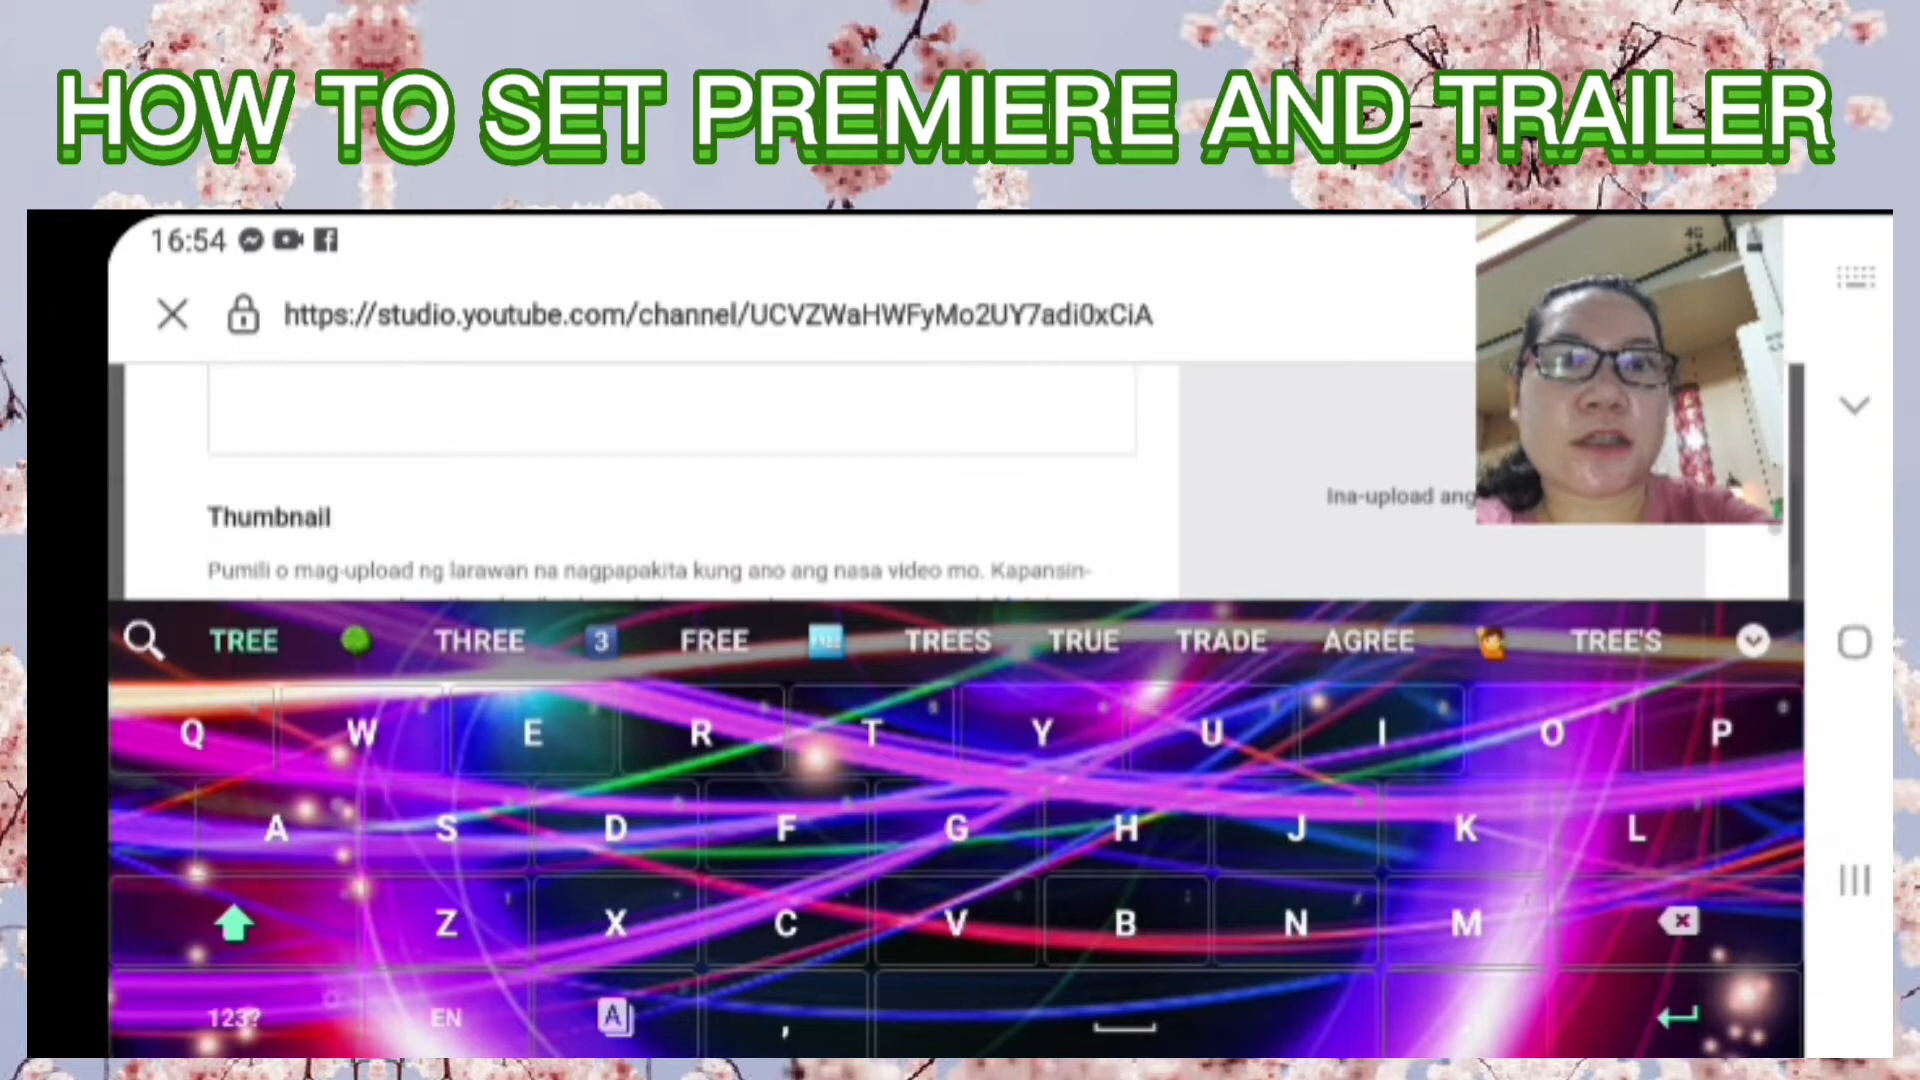 HOW TO SET PREMIERE AND TRAILER
16:54
4G
https://studio.youtube.com/channel/UCVZWaHWFyMo2UY7adi0xCiA
Ina-upload ang
Thumbnail
Pumili o mag-upload ng larawan na nagpapakita kung ano ang nasa video mo. Kapansin-
TREE THREE 3 FREE FREE TREES TRUE TRADE AGREE TREE'S
Q W E R T Y U I O P
A S D F G H J K L
Z X C V B N M
123? EN A , .